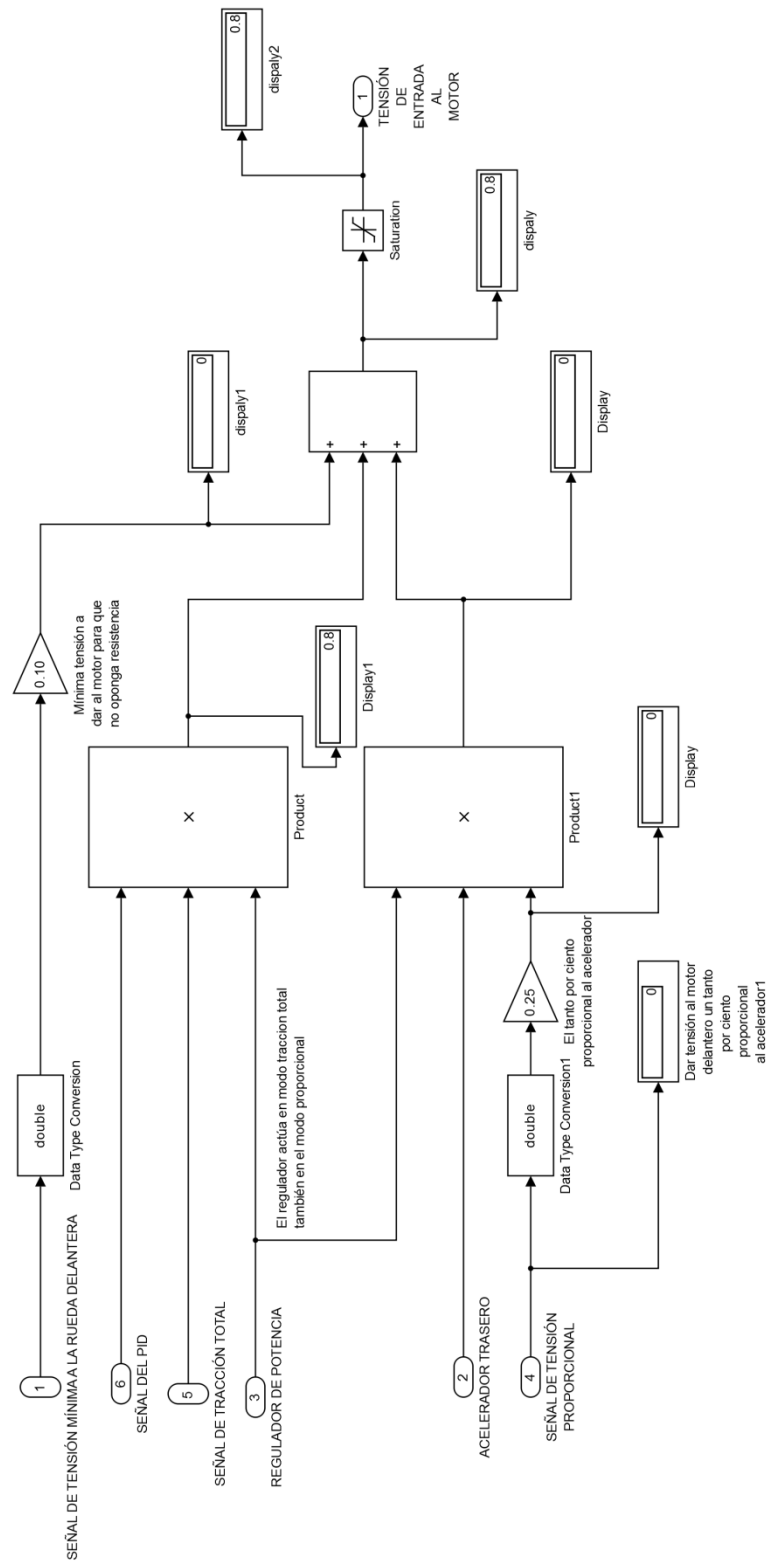 1
SEÑAL DE TENSIÓN MÍNIMA A LA RUEDA DELANTERA
double
Data Type Conversion
0.10
Mínima tensión a
dar al motor para que
no oponga resistencia
0
dispaly1
0.8
dispaly2
6
SEÑAL DEL PID
5
SEÑAL DE TRACCIÓN TOTAL
3
REGULADOR DE POTENCIA
El regulador actúa en modo traccion total
también en el modo proporcional
×
Product
0.8
Display1
+
+
+
Saturation
1
TENSIÓN
DE
ENTRADA
AL
MOTOR
0.8
dispaly
2
ACELERADOR TRASERO
4
SEÑAL DE TENSIÓN
PROPORCIONAL
double
Data Type Conversion1
0.25
El tanto por ciento
proporcional al acelerador
×
Product1
0
Display
0
Display
0
Dar tensión al motor
delantero un tanto
por ciento
proporcional
al acelerador1